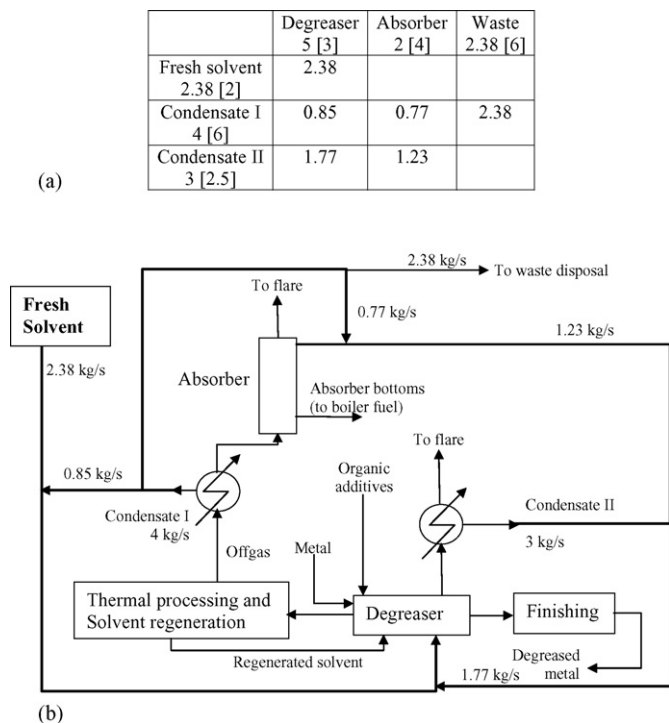 Degreaser Absorber Waste
5 [3] 2 [4] 2.38 [6]
Fresh solvent 2.38
2.38 [2]
Condensate I 0.85 0.77 2.38
4 [6]
Condensate II 1.77 1.23
3 [2.5]
(a)
2.38 kg/s
To waste disposal
To flare
Fresh
Solvent
0.77 kg/s
1.23 kg/s
2.38 kg/s
Absorber
Absorber bottoms
(to boiler fuel)
To flare
0.85 kg/s
Organic
additives
Condensate I
4 kg/s
Condensate II
3 kg/s
Offgas
Metal
Thermal processing and
Solvent regeneration
Degreaser
Finishing
Regenerated solvent
Degreased
metal
1.77 kg/s
(b)